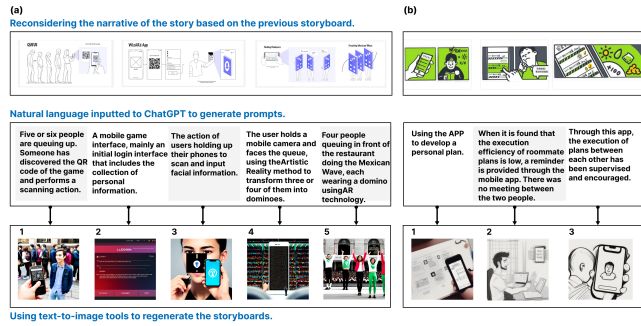 (a)
Reconsidering the narrative of the story based on the previous storyboard.
(b)
Natural language inputted to ChatGPT to generate prompts.
Five or six people
are queuing up.
Someone has
discovered the QR
code of the game
and performs a
scanning action.
A mobile game
interface, mainly an
initial login interface
that includes the
collection of
personal
information.
The action of
users holding up
their phones to
scan and input
facial information.
The user holds a
mobile camera and
faces the queue,
using theArtistic
Reality method to
transform three or
four of them into
dominoes.
Four people
queuing in front of
the restaurant
doing the Mexican
Wave, each
wearing a domino
usingAR
technology.
Using the APP
to develop a
personal plan.
When it is found that
the execution
efficiency of roommate
plans is low, a reminder
is provided through the
mobile app. There was
no meeting between
the two people.
Through this app,
the execution of
plans between
each other has
been supervised
and encouraged.
1
2
3
4
5
1
2
3
Using text-to-image tools to regenerate the storyboards.